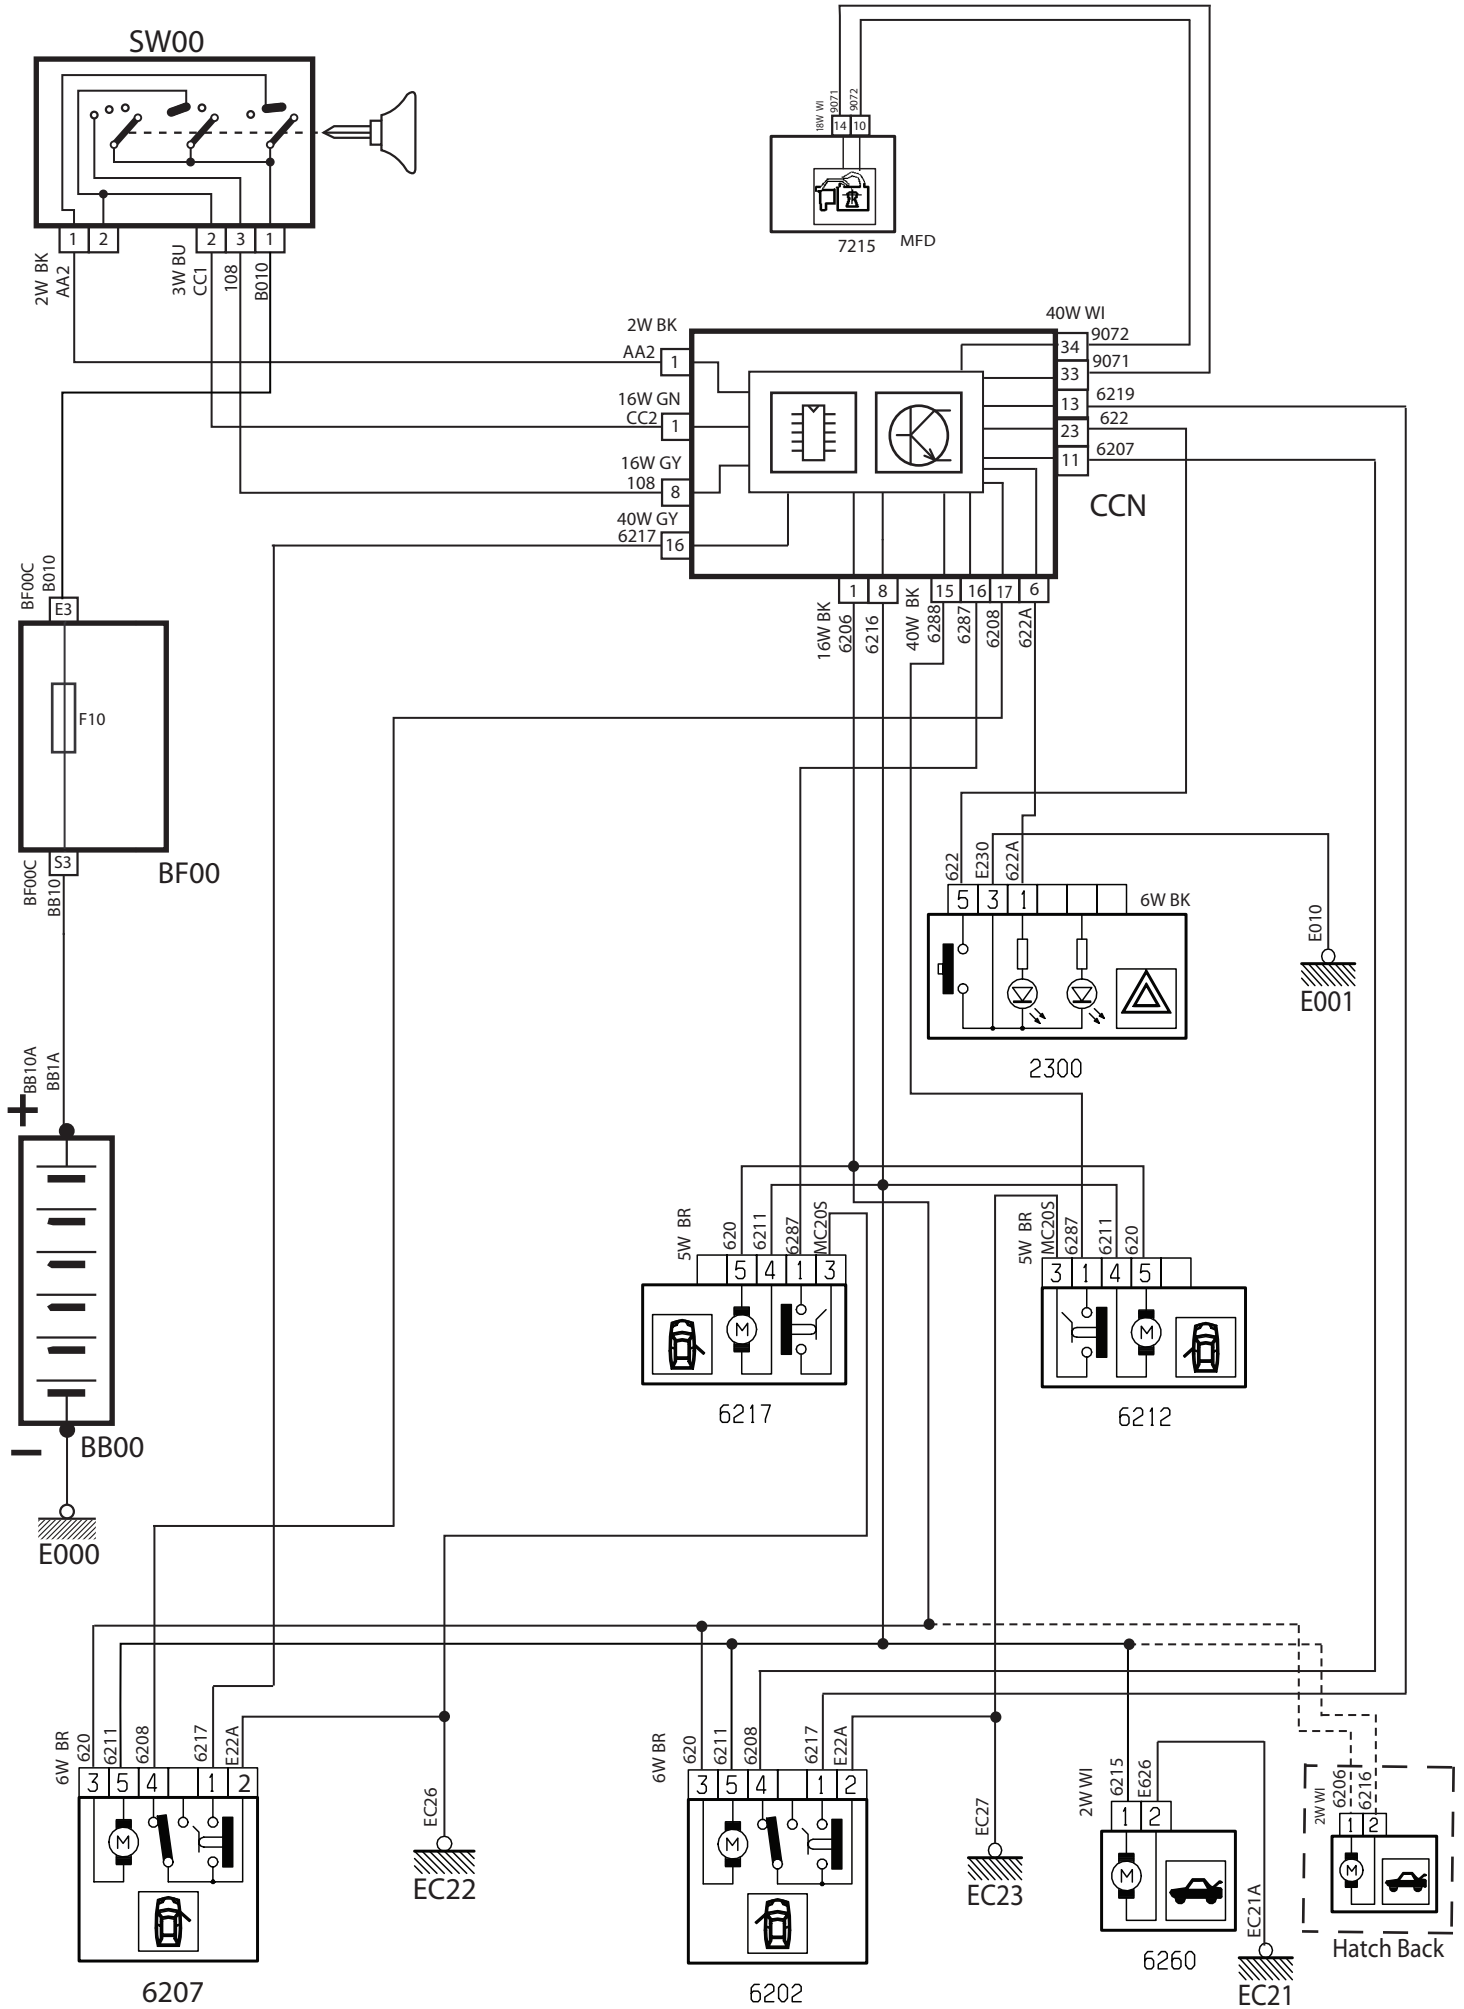 SW00
1
2
2
3
1
2W BK
AA2
3W BU
CC1
108
B010
18W WI
9071
9072
14
10
7215
MFD
2W BK
AA2
1
16W GN
CC2
1
16W GY
108
8
40W GY
6217
16
40W WI
34
9072
33
9071
13
6219
23
622
11
6207
CCN
1
8
15
16
17
6
16W BK
6206
6216
40W BK
6288
6287
6208
622A
BF00C
B010
E3
F10
S3
BF00
BF00C
BB10
622
E230
622A
5
3
1
6W BK
2300
E010
E001
BB10A
BB1A
+
−
BB00
E000
5W BR
620
6211
6287
MC20S
5
4
1
3
M
6217
5W BR
MC20S
6287
6211
620
3
1
4
5
M
6212
6W BR
620
6211
6208
6217
E22A
3
5
4
1
2
M
6207
EC26
EC22
6W BR
620
6211
6208
6217
E22A
3
5
4
1
2
M
6202
EC27
EC23
2W WI
6215
E626
1
2
M
6260
EC21A
EC21
2W WI
6206
6216
1
2
M
Hatch Back